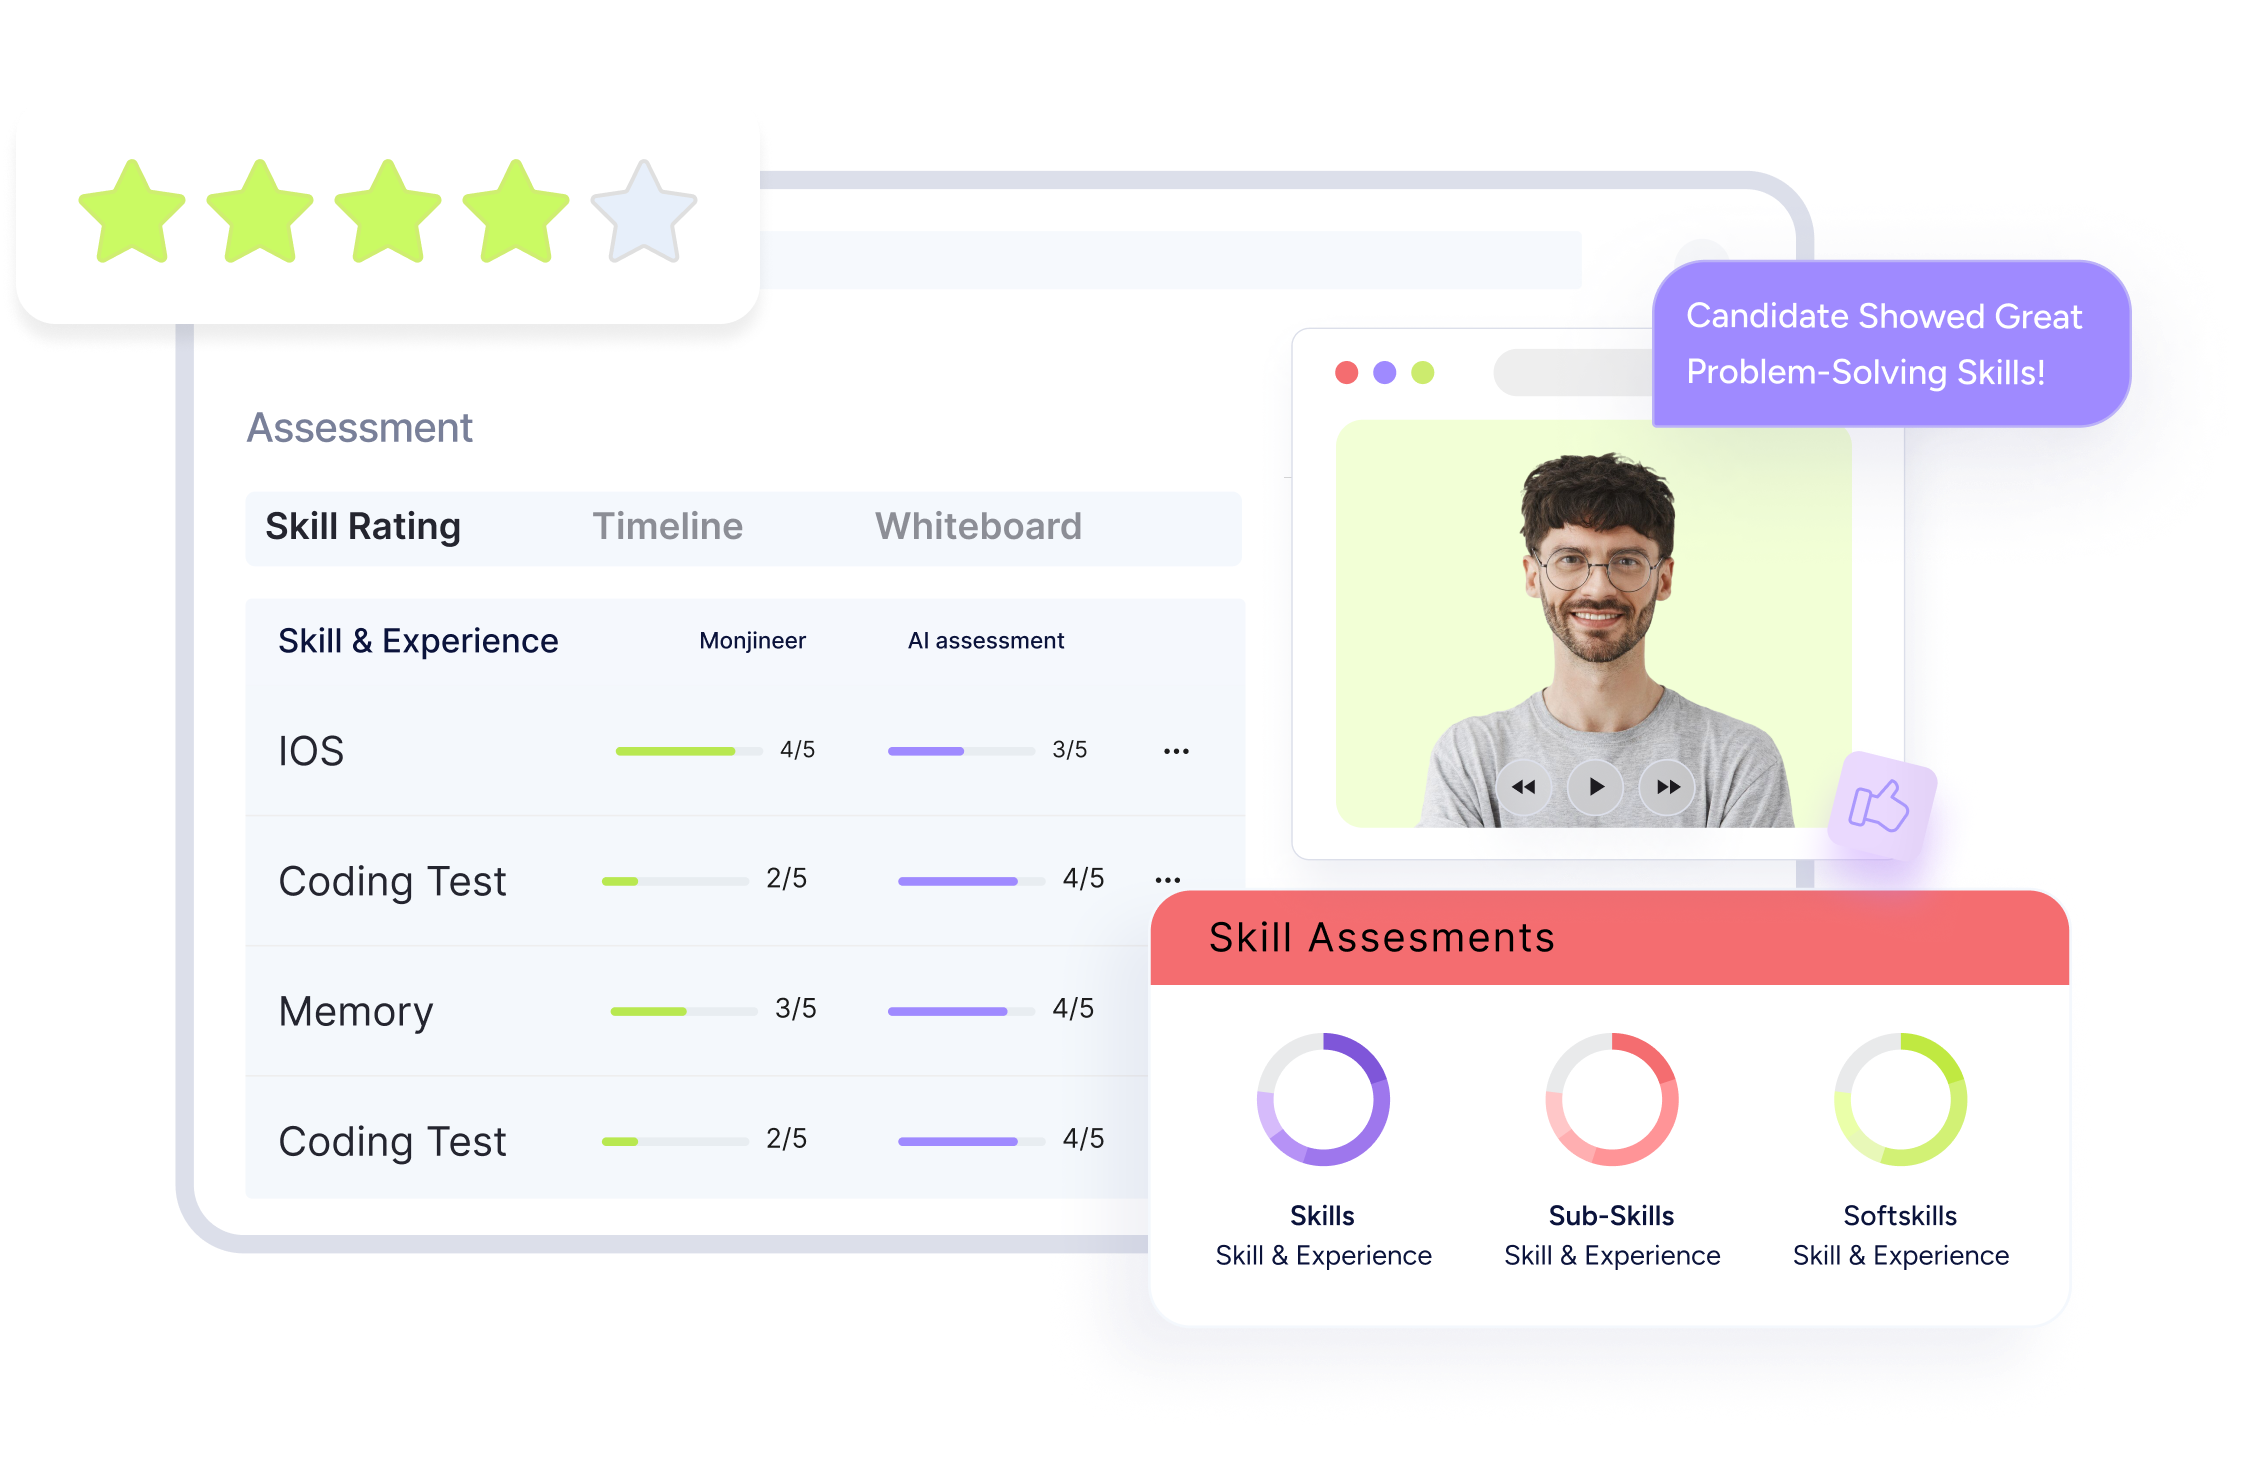 Candidate Showed Great
Problem-Solving Skills!
Assessment
Skill Rating Timeline Whiteboard
Skill & Experience Monjineer AI assessment
IOS 4/5 3/5 ...
Coding Test 2/5 4/5 ...
Memory 3/5 4/5
Coding Test 2/5 4/5
Skill Assesments
Skills Sub-Skills Softskills
Skill & Experience Skill & Experience Skill & Experience